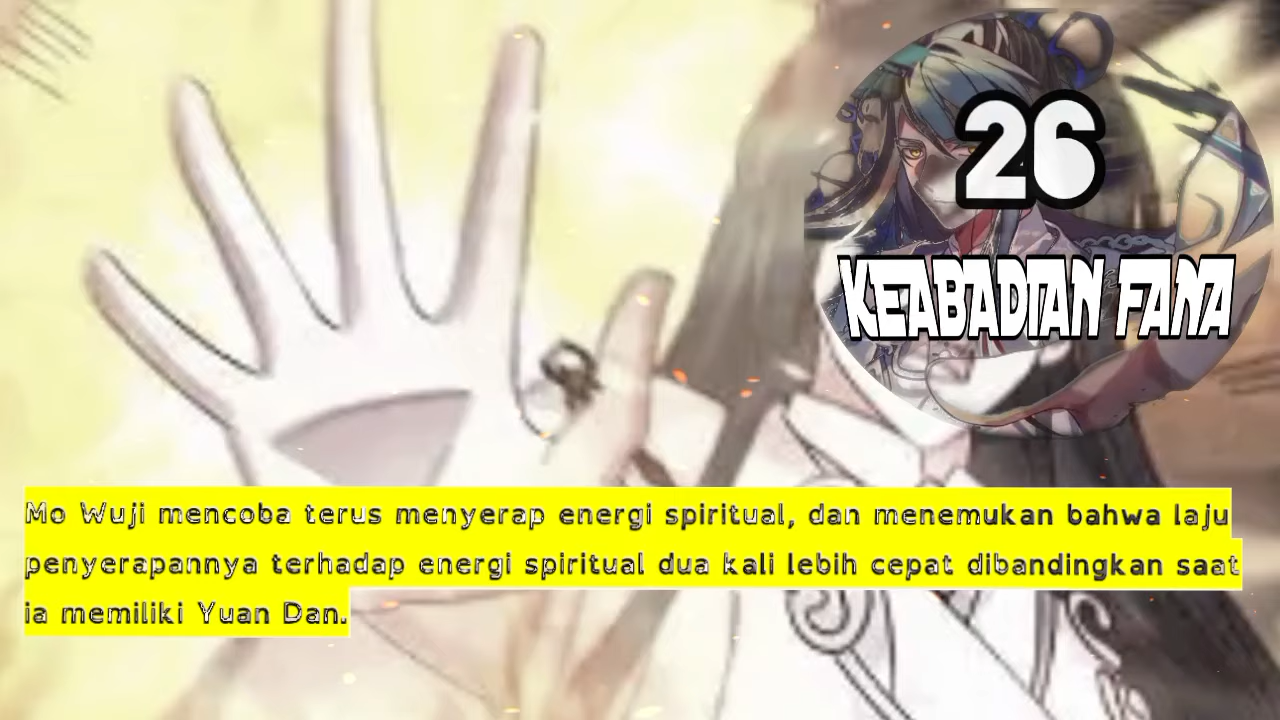 26
KEABADIAN FANA
Mo Wuji mencoba terus menyerap energi spiritual, dan menemukan bahwa laju
penyerapannya terhadap energi spiritual dua kali lebih cepat dibandingkan saat
ia memiliki Yuan Dan.